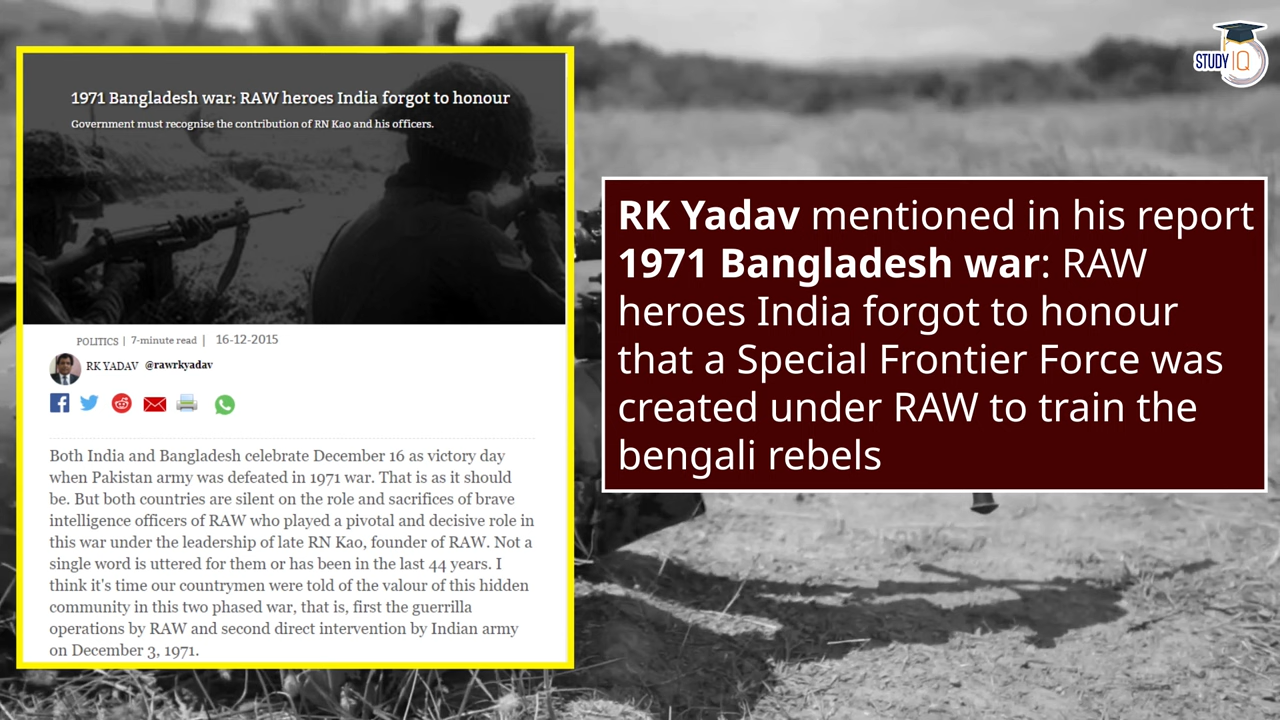 1971 Bangladesh war: RAW heroes India forgot to honour
Government must recognise the contribution of RN Kao and his officers.
POLITICS | 7-minute read | 16-12-2015
RK YADAV @rawrkyadav
Both India and Bangladesh celebrate December 16 as victory day
when Pakistan army was defeated in 1971 war. That is as it should
be. But both countries are silent on the role and sacrifices of brave
intelligence officers of RAW who played a pivotal and decisive role in
this war under the leadership of late RN Kao, founder of RAW. Not a
single word is uttered for them or has been in the last 44 years. I
think it's time our countrymen were told of the valour of this hidden
community in this two phased war, that is, first the guerrilla
operations by RAW and second direct intervention by Indian army
on December 3, 1971.
STUDY IQ
RK Yadav mentioned in his report
1971 Bangladesh war: RAW
heroes India forgot to honour
that a Special Frontier Force was
created under RAW to train the
bengali rebels